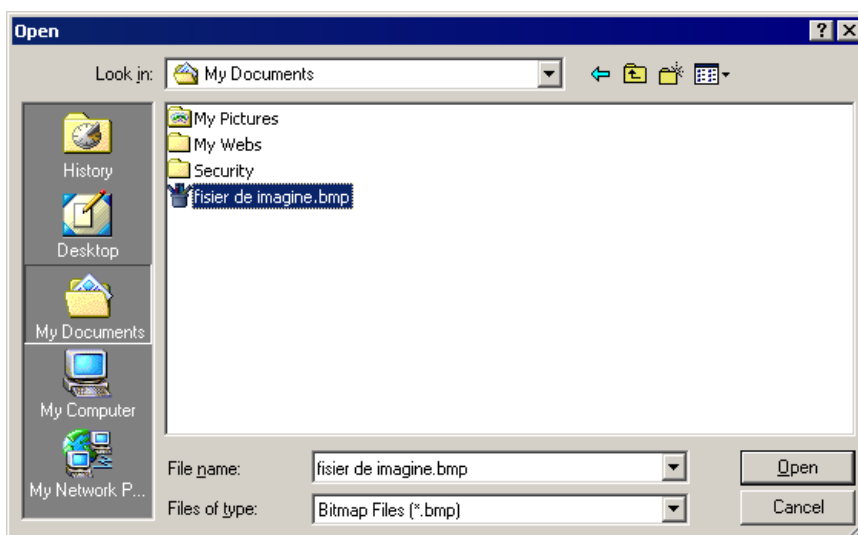 Open
Look in: My Documents
History
Desktop
My Documents
My Computer
My Network P...
My Pictures
My Webs
Security
fisier de imagine.bmp
File name: fisier de imagine.bmp Open
Files of type: Bitmap Files (*.bmp) Cancel